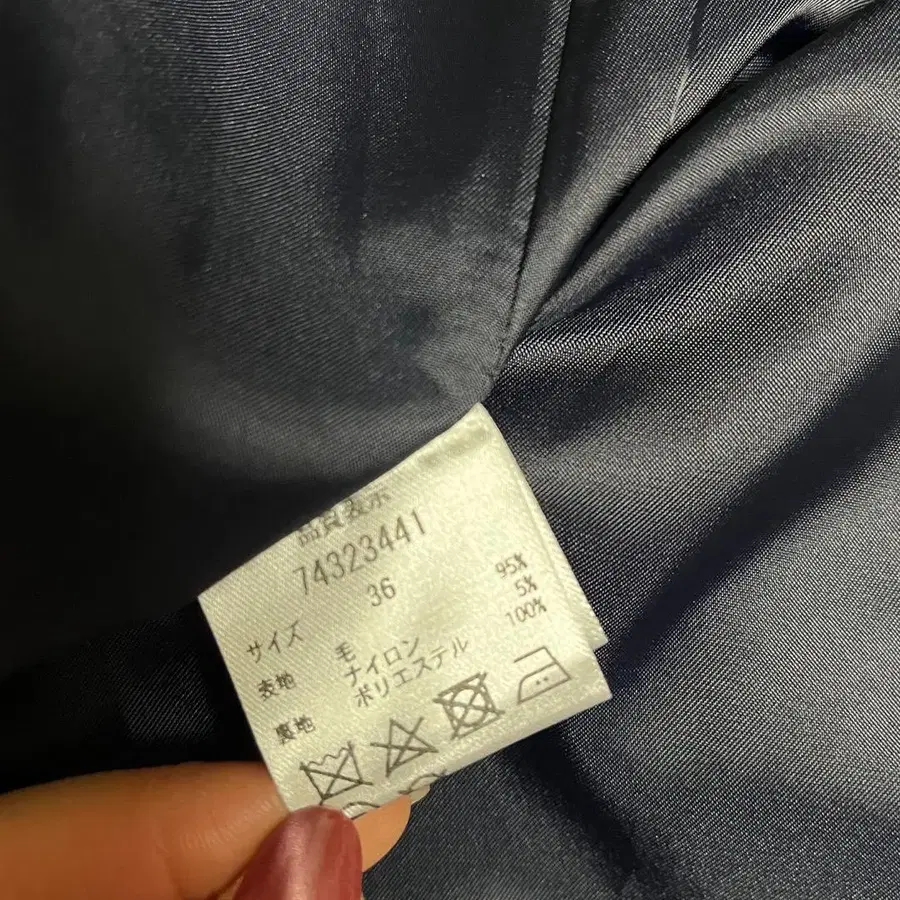 品質表示
74323441
サイズ 36
表地 毛 95%
ナイロン 5%
裏地 ポリエステル 100%